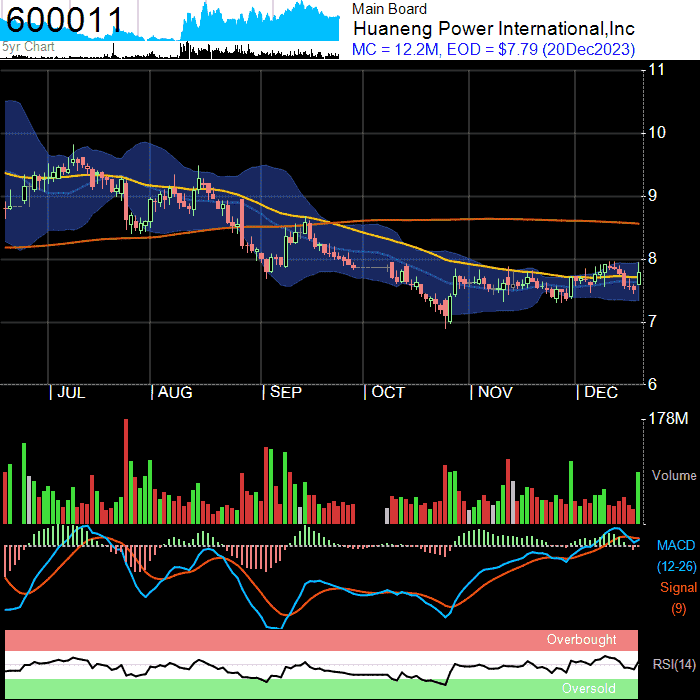 600011
5yr Chart
Main Board
Huaneng Power International,Inc
MC = 12.2M, EOD = $7.79 (20Dec2023)
11
10
9
8
7
6
| JUL | AUG | SEP | OCT | NOV | DEC
178M
Volume
MACD
(12-26)
Signal
(9)
Overbought
RSI(14)
Oversold